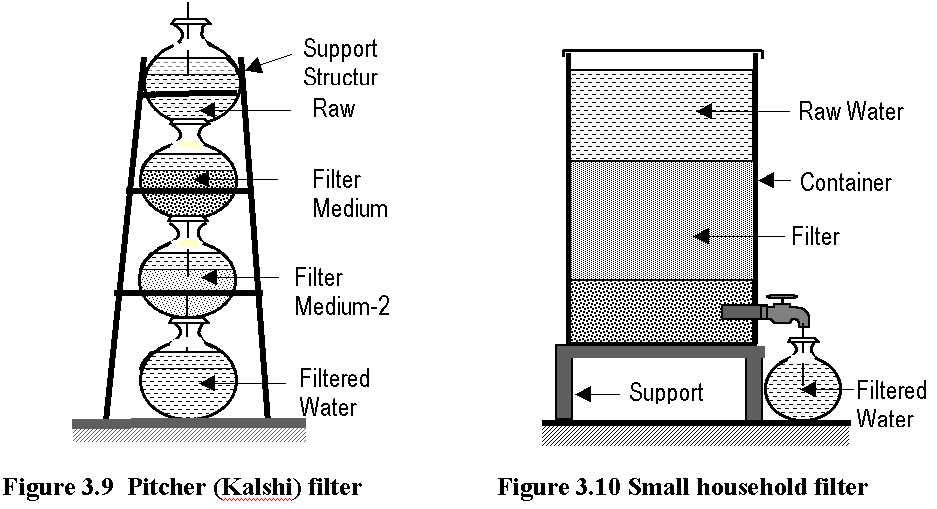 Support
Structur
Raw
Filter
Medium
Filter
Medium-2
Filtered
Water
Figure 3.9 Pitcher (Kalshi) filter
Raw Water
Container
Filter
Support
Filtered
Water
Figure 3.10 Small household filter